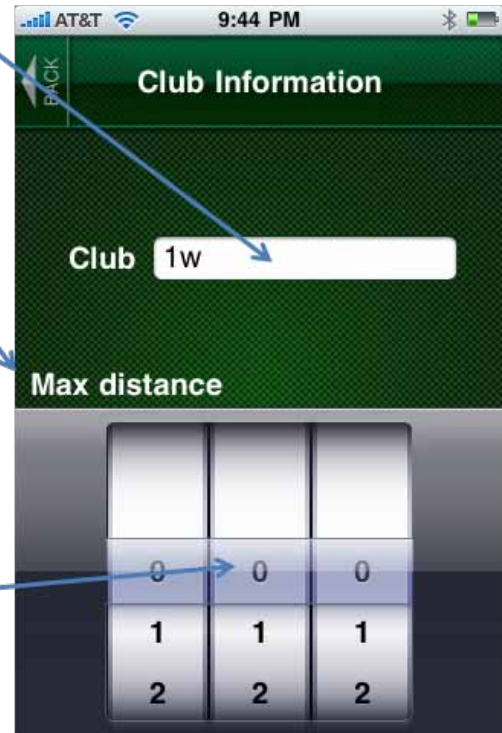 AT&T 9:44 PM
BACK
Club Information
Club 1w
Max distance
0 0 0
1 1 1
2 2 2